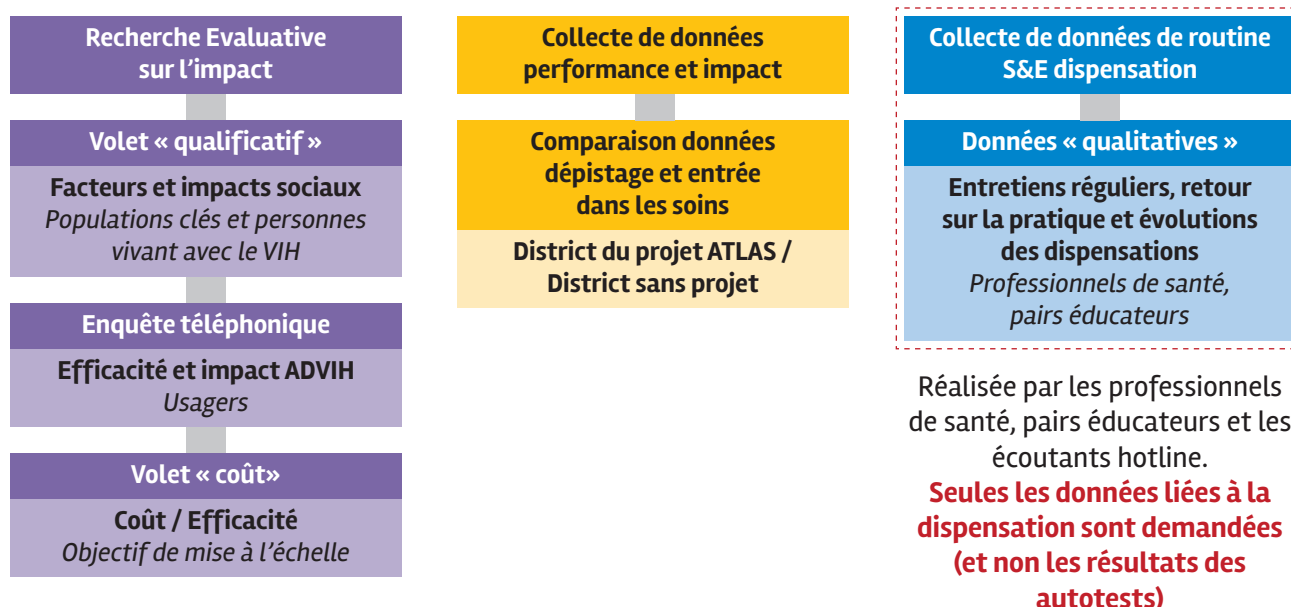 Recherche Evaluative
sur l’impact
Volet « qualificatif »
Facteurs et impacts sociaux
Populations clés et personnes
vivant avec le VIH
Enquête téléphonique
Efficacité et impact ADVIH
Usagers
Volet « coût»
Coût / Efficacité
Objectif de mise à l’échelle
Collecte de données
performance et impact
Comparaison données
dépistage et entrée
dans les soins
District du projet ATLAS /
District sans projet
Collecte de données de routine
S&E dispensation
Données « qualitatives »
Entretiens réguliers, retour
sur la pratique et évolutions
des dispensations
Professionnels de santé,
pairs éducateurs
Réalisée par les professionnels
de santé, pairs éducateurs et les
écoutants hotline.
Seules les données liées à la
dispensation sont demandées
(et non les résultats des
autotests)